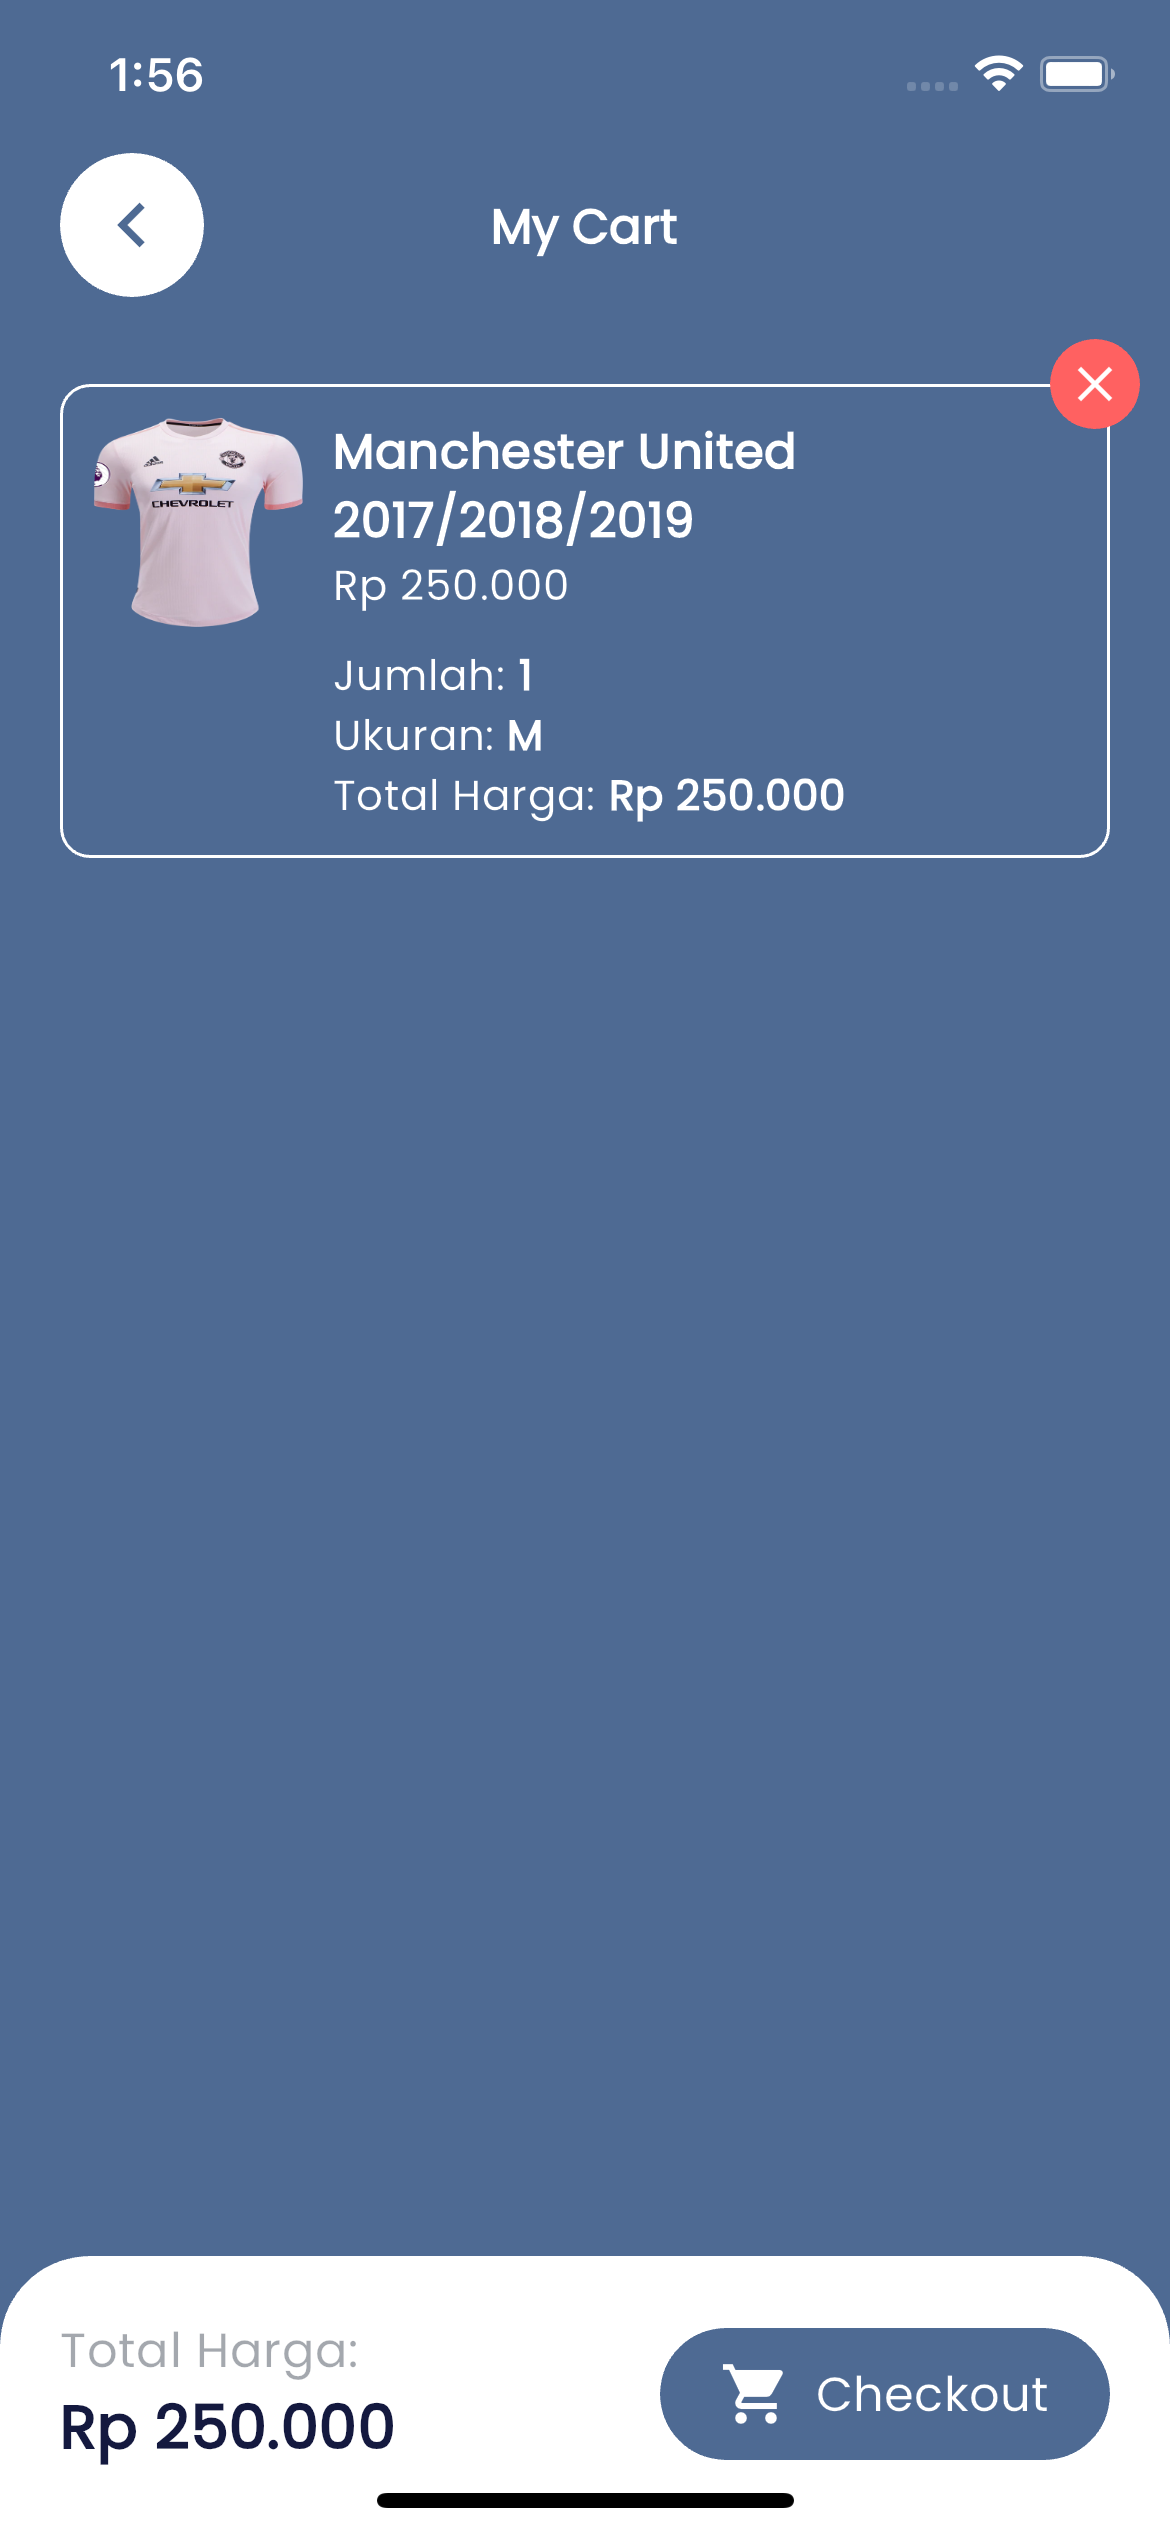 1:56
My Cart
CHEVROLET
Manchester United
2017/2018/2019
Rp 250.000
Jumlah: 1
Ukuran: M
Total Harga: Rp 250.000
Total Harga:
Rp 250.000
Checkout